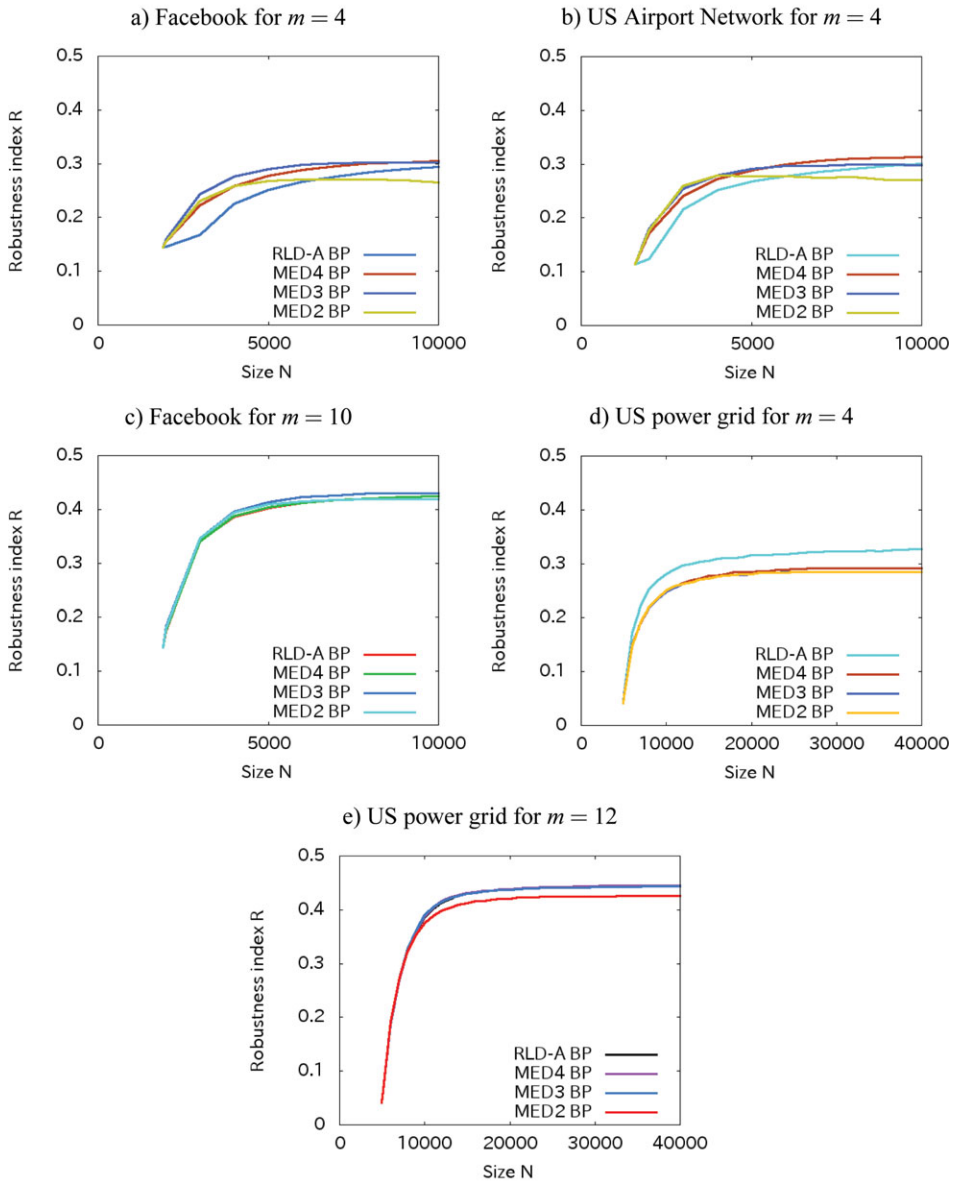 a) Facebook for m = 4
Robustness index R
0.5
0.4
0.3
0.2
0.1
0
RLD-A BP
MED4 BP
MED3 BP
MED2 BP
0 5000 10000
Size N
b) US Airport Network for m = 4
Robustness index R
0.5
0.4
0.3
0.2
0.1
0
RLD-A BP
MED4 BP
MED3 BP
MED2 BP
0 5000 10000
Size N
c) Facebook for m = 10
Robustness index R
0.5
0.4
0.3
0.2
0.1
0
RLD-A BP
MED4 BP
MED3 BP
MED2 BP
0 5000 10000
Size N
d) US power grid for m = 4
Robustness index R
0.5
0.4
0.3
0.2
0.1
0
RLD-A BP
MED4 BP
MED3 BP
MED2 BP
0 10000 20000 30000 40000
Size N
e) US power grid for m = 12
Robustness index R
0.5
0.4
0.3
0.2
0.1
0
RLD-A BP
MED4 BP
MED3 BP
MED2 BP
0 10000 20000 30000 40000
Size N